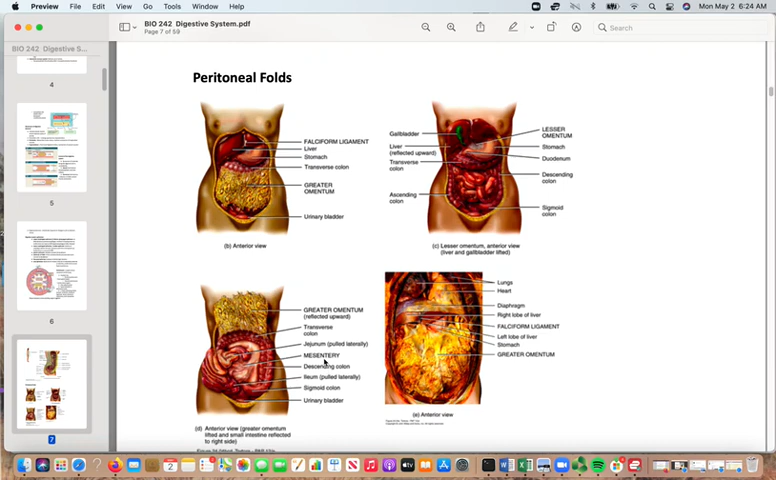 Preview File Edit View Go Tools Window Help
Mon May 2 6:24 AM
BIO 242 Digestive System.pdf
Page 7 of 59
Search
BIO 242 Digestive S...
4
5
6
7
Peritoneal Folds
FALCIFORM LIGAMENT
Liver
Stomach
Transverse colon
GREATER
OMENTUM
Urinary bladder
(b) Anterior view
Gallbladder
Liver
(reflected upward)
Transverse
colon
Ascending
colon
LESSER
OMENTUM
Stomach
Duodenum
Descending
colon
Sigmoid
colon
(c) Lesser omentum, anterior view
(liver and gallbladder lifted)
GREATER OMENTUM
(reflected upward)
Transverse
colon
Jejunum (pulled laterally)
MESENTERY
Descending colon
Ileum (pulled laterally)
Sigmoid colon
Urinary bladder
(d) Anterior view (greater omentum
lifted and small intestine reflected
to right side)
Lungs
Heart
Diaphragm
Right lobe of liver
FALCIFORM LIGAMENT
Left lobe of liver
Stomach
GREATER OMENTUM
(e) Anterior view